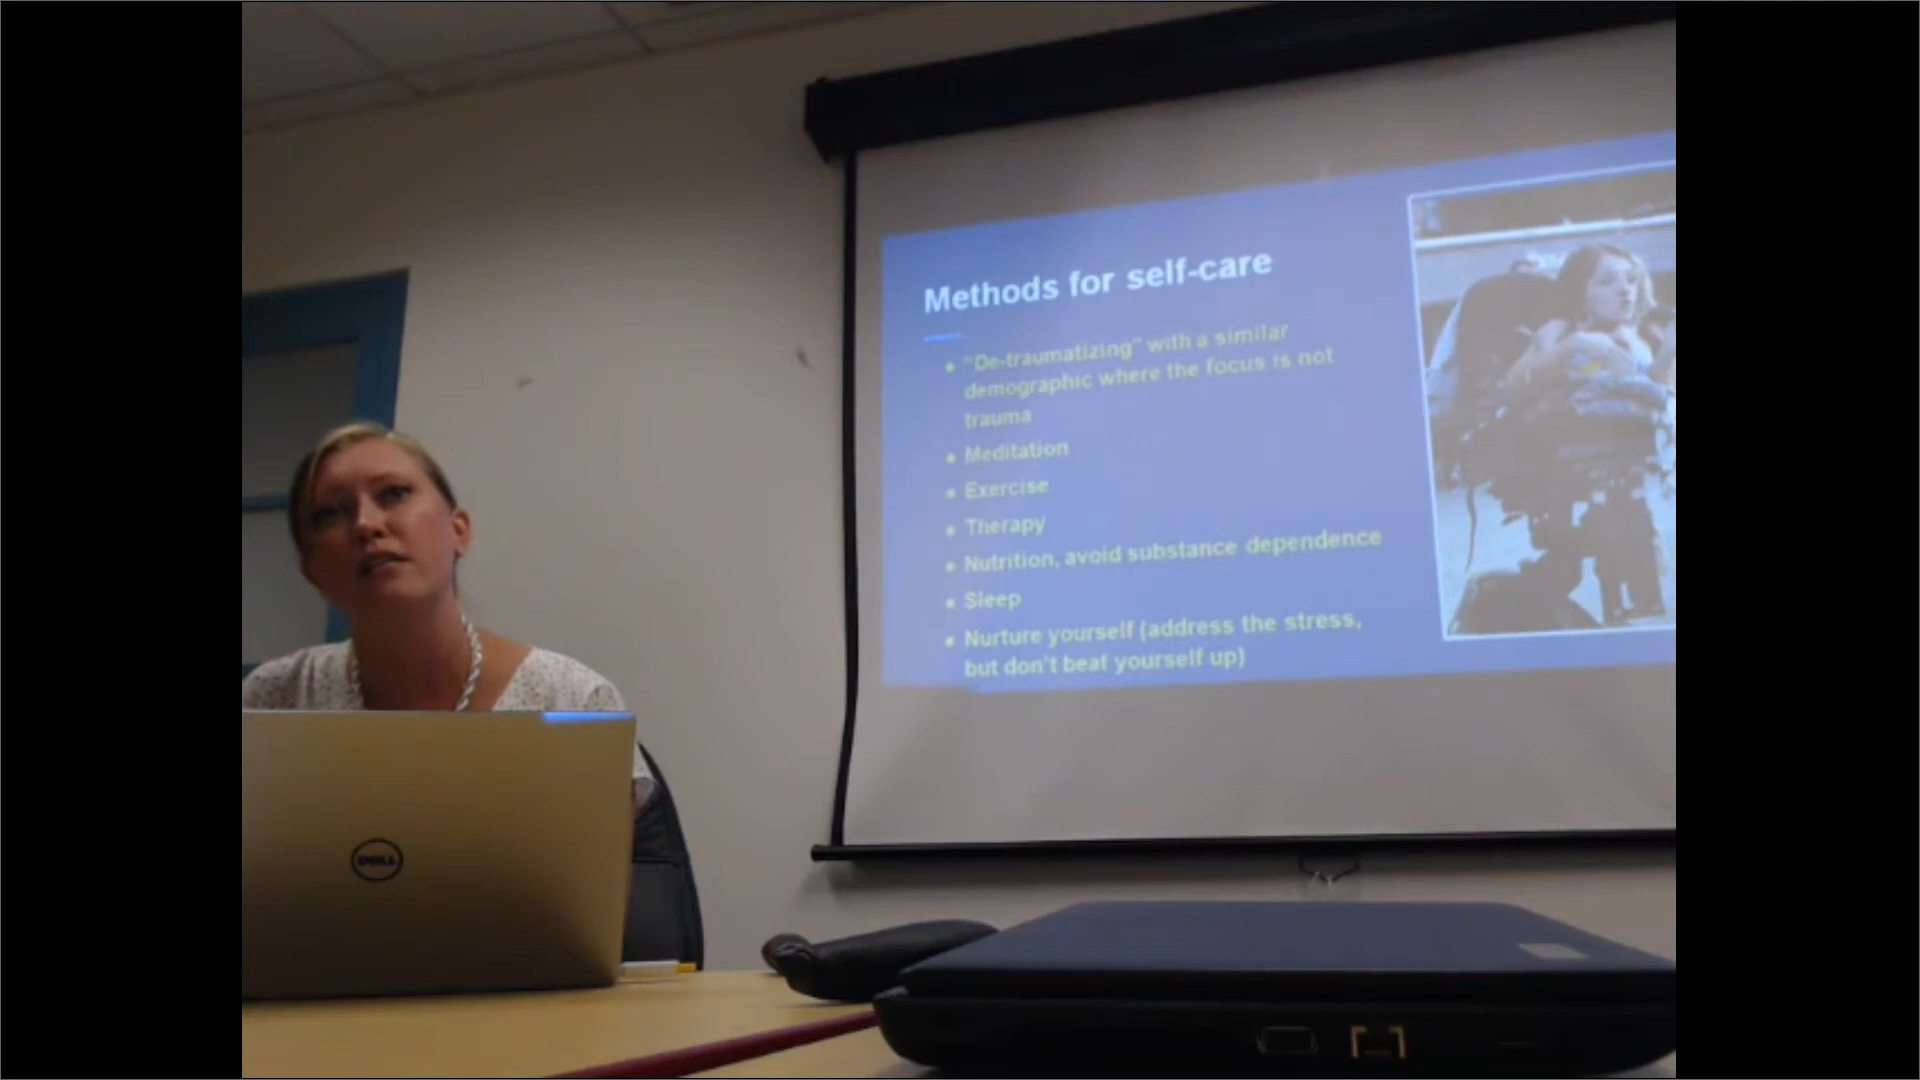 Methods for self-care
• "De-traumatizing" with a similar
demographic where the focus is not
trauma
• Meditation
• Exercise
• Therapy
• Nutrition, avoid substance dependence
• Sleep
• Nurture yourself (address the stress,
but don't beat yourself up)
DELL